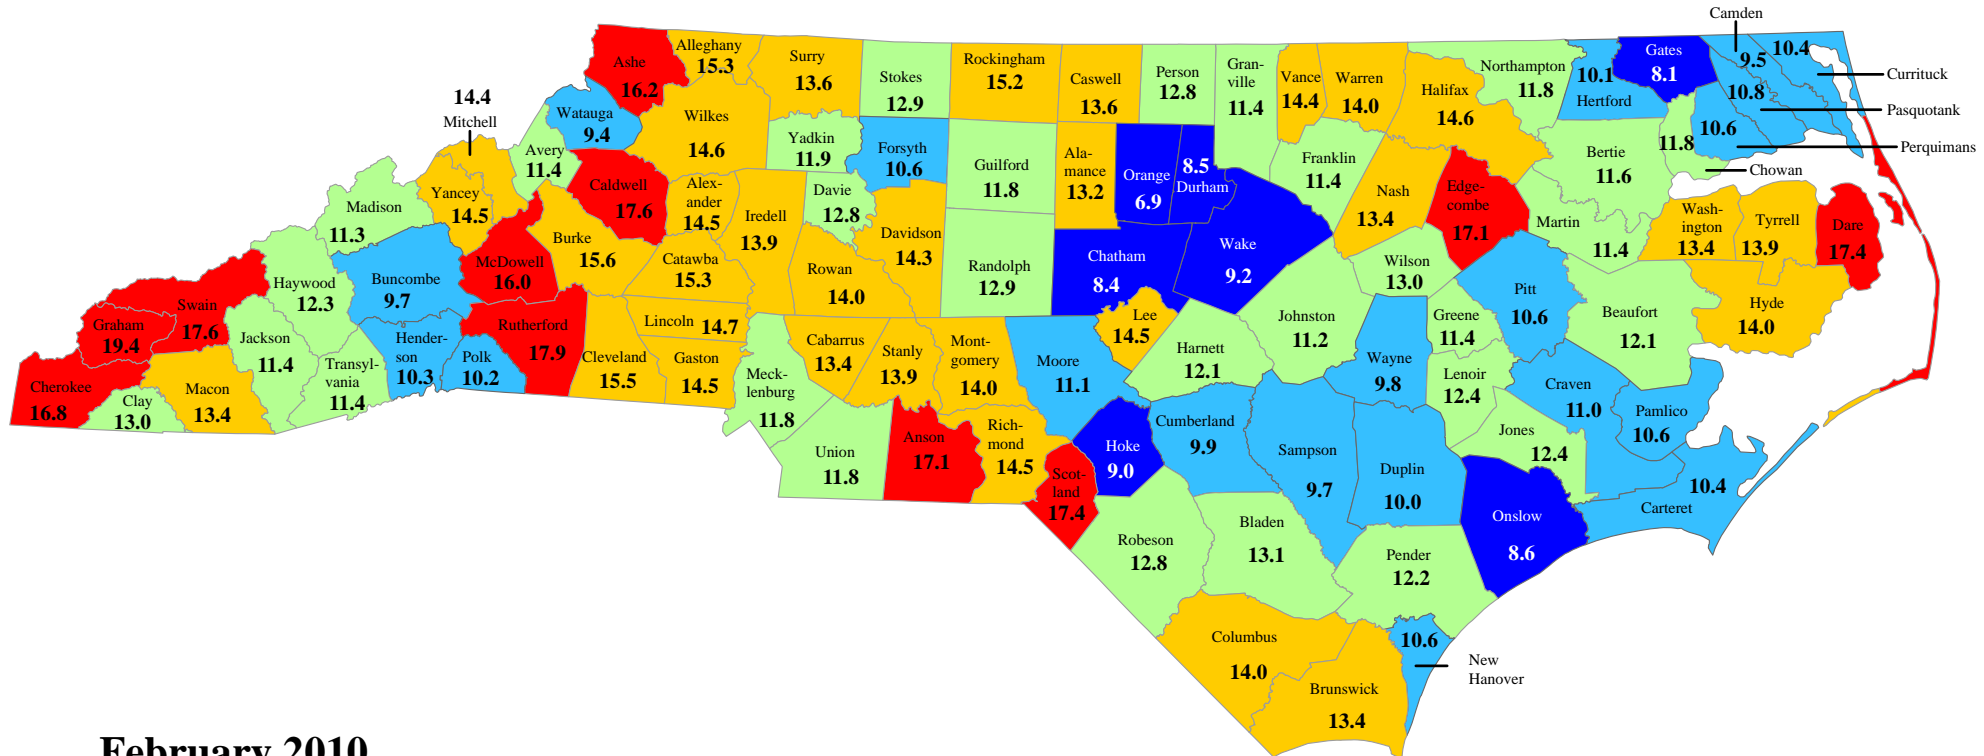 Camden
Alleghany
15.3
Surry
13.6
Ashe
16.2
Stokes
12.9
Rockingham
15.2
Caswell
13.6
Person
12.8
Gran-
ville
11.4
Vance
14.4
Warren
14.0
Halifax
14.6
Northampton
11.8
10.1
Hertford
Gates
8.1
9.5
10.4
Currituck
10.8
Pasquotank
10.6
Perquimans
11.8
Chowan
14.4
Mitchell
Watauga
9.4
Wilkes
14.6
Yadkin
11.9
Forsyth
10.6
Guilford
11.8
Ala-
mance
13.2
Orange
6.9
8.5
Durham
Franklin
11.4
Nash
13.4
Edge-
combe
17.1
Bertie
11.6
Martin
11.4
Wash-
ington
13.4
Tyrrell
13.9
Dare
17.4
Avery
11.4
Caldwell
17.6
Alex-
ander
14.5
Iredell
13.9
Davie
12.8
Davidson
14.3
Randolph
12.9
Chatham
8.4
Wake
9.2
Wilson
13.0
Pitt
10.6
Beaufort
12.1
Hyde
14.0
Madison
11.3
Yancey
14.5
McDowell
16.0
Burke
15.6
Catawba
15.3
Rowan
14.0
Lee
14.5
Johnston
11.2
Greene
11.4
Swain
17.6
Haywood
12.3
Buncombe
9.7
Rutherford
17.9
Lincoln 14.7
Graham
19.4
Jackson
11.4
Hender-
son
10.3
Polk
10.2
Cleveland
15.5
Gaston
14.5
Meck-
lenburg
11.8
Cabarrus
13.4
Stanly
13.9
Mont-
gomery
14.0
Moore
11.1
Harnett
12.1
Wayne
9.8
Lenoir
12.4
Craven
11.0
Pamlico
10.6
Cherokee
16.8
Clay
13.0
Macon
13.4
Transyl-
vania
11.4
Union
11.8
Anson
17.1
Rich-
mond
14.5
Scot-
land
17.4
Hoke
9.0
Cumberland
9.9
Sampson
9.7
Duplin
10.0
Jones
12.4
10.4
Carteret
Onslow
8.6
Robeson
12.8
Bladen
13.1
Pender
12.2
Columbus
14.0
Brunswick
13.4
10.6
New
Hanover
February 2010